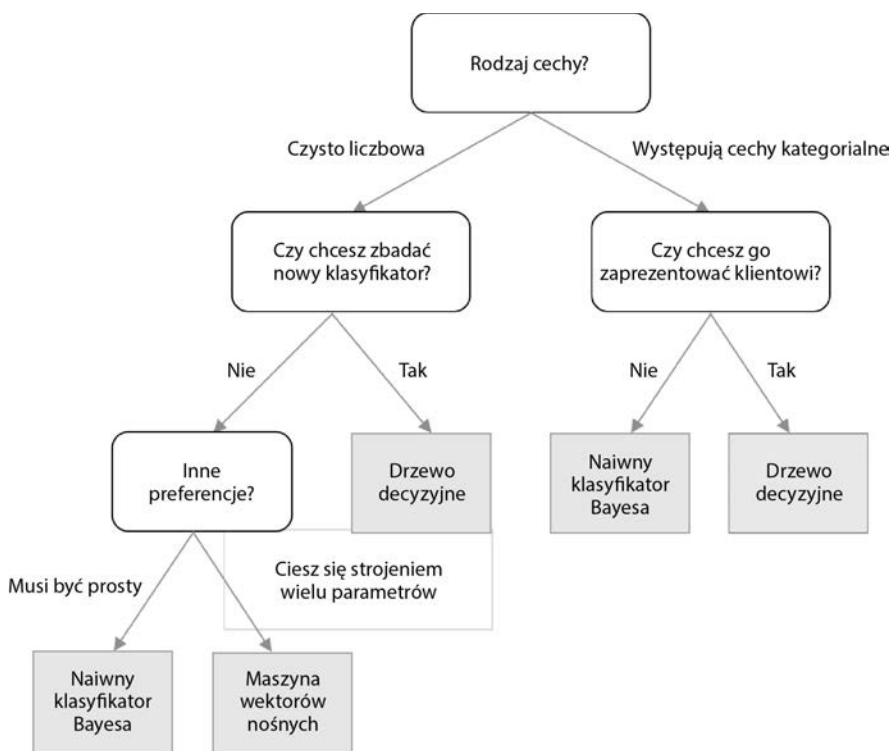 Rodzaj cechy?
Czysto liczbowa
Występują cechy kategorialne
Czy chcesz zbadać
nowy klasyfikator?
Czy chcesz go
zaprezentować klientowi?
Nie
Tak
Nie
Tak
Inne
preferencje?
Drzewo
decyzyjne
Naiwny
klasyfikator
Bayesa
Drzewo
decyzyjne
Musi być prosty
Ciesz się strojeniem
wielu parametrów
Naiwny
klasyfikator
Bayesa
Maszyna
wektorów
nośnych